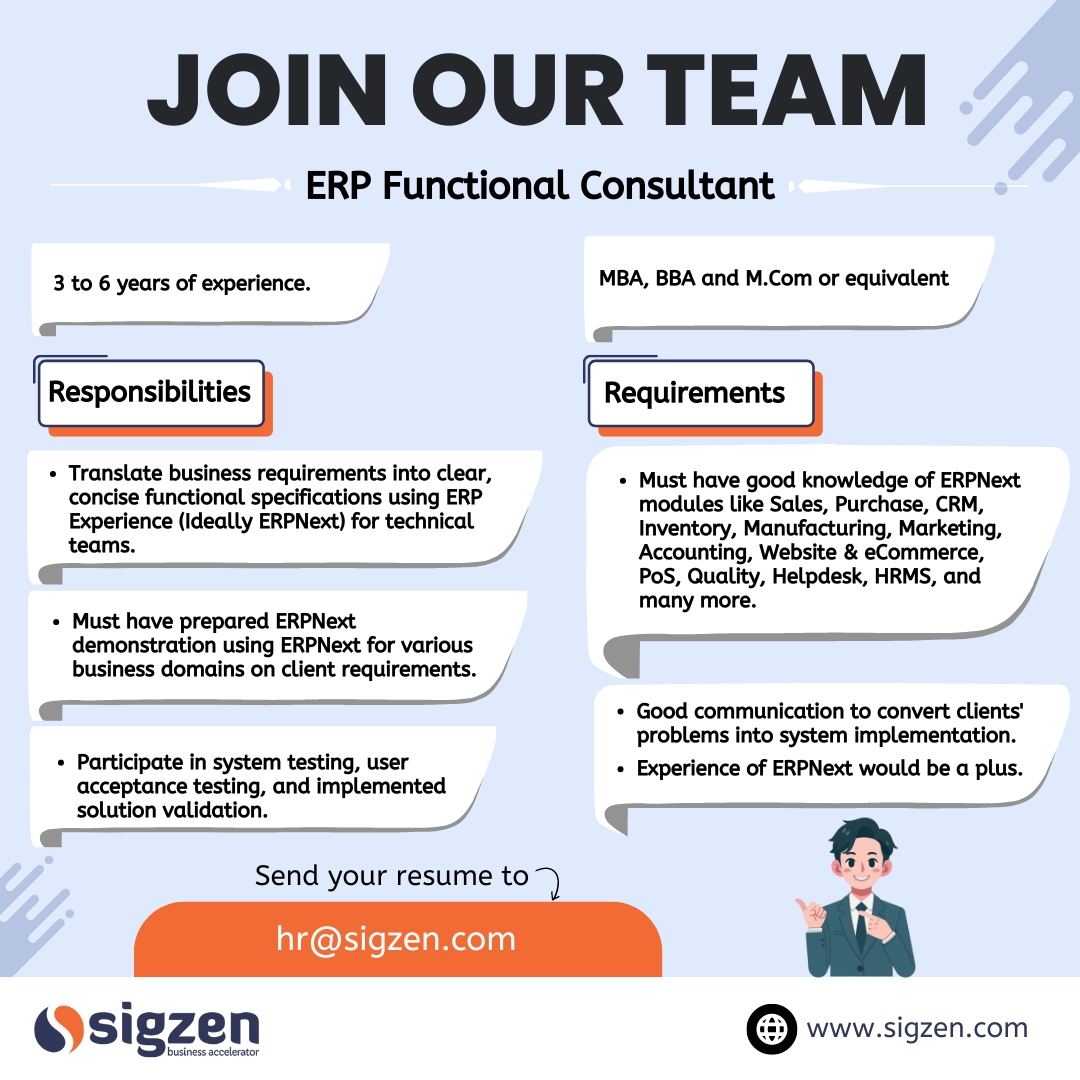 JOIN OUR TEAM
ERP Functional Consultant
3 to 6 years of experience.
MBA, BBA and M.Com or equivalent
Responsibilities
• Translate business requirements into clear,
concise functional specifications using ERP
Experience (Ideally ERPNext) for technical
teams.
• Must have prepared ERPNext
demonstration using ERPNext for various
business domains on client requirements.
• Participate in system testing, user
acceptance testing, and implemented
solution validation.
Requirements
• Must have good knowledge of ERPNext
modules like Sales, Purchase, CRM,
Inventory, Manufacturing, Marketing,
Accounting, Website & eCommerce,
PoS, Quality, Helpdesk, HRMS, and
many more.
• Good communication to convert clients'
problems into system implementation.
• Experience of ERPNext would be a plus.
Send your resume to
hr@sigzen.com
sigzen
business accelerator
www.sigzen.com